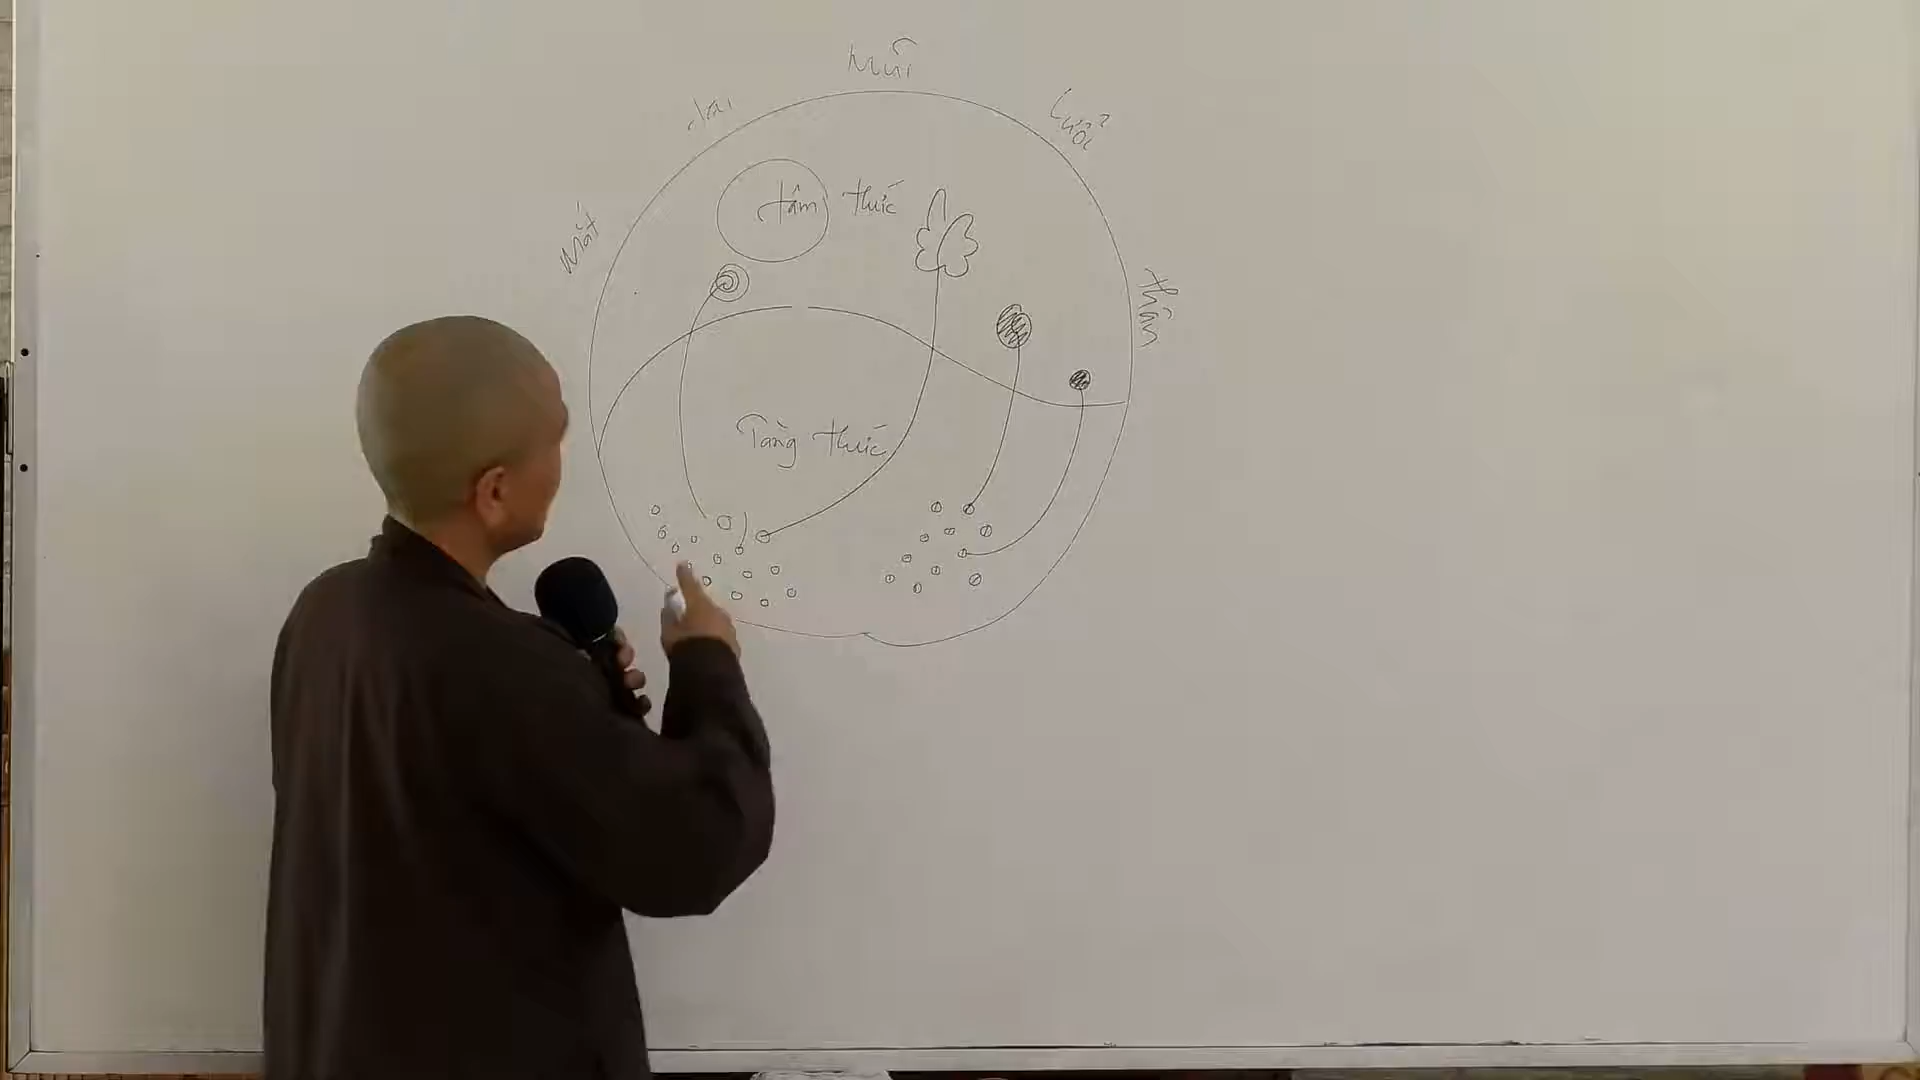 Mũi
Tai
Lưỡi
Mắt
tâm thức
thân
Tàng thức